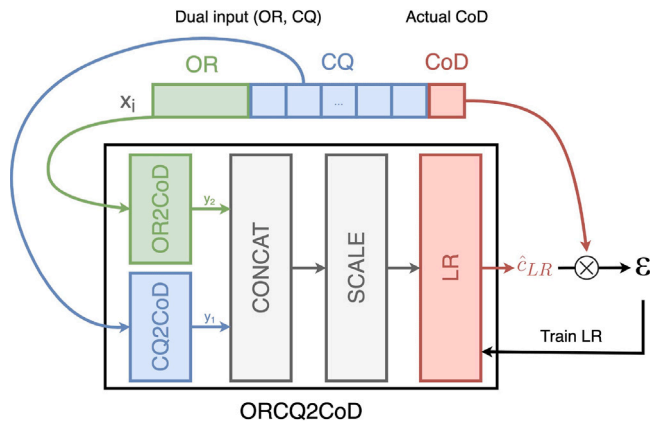 Dual input (OR, CQ)
Actual CoD
OR
CQ
CoD
xᵢ
...
OR2CoD
y₂
CQ2CoD
y₁
CONCAT
SCALE
LR
ĉ_LR
⊗
ε
Train LR
ORCQ2CoD